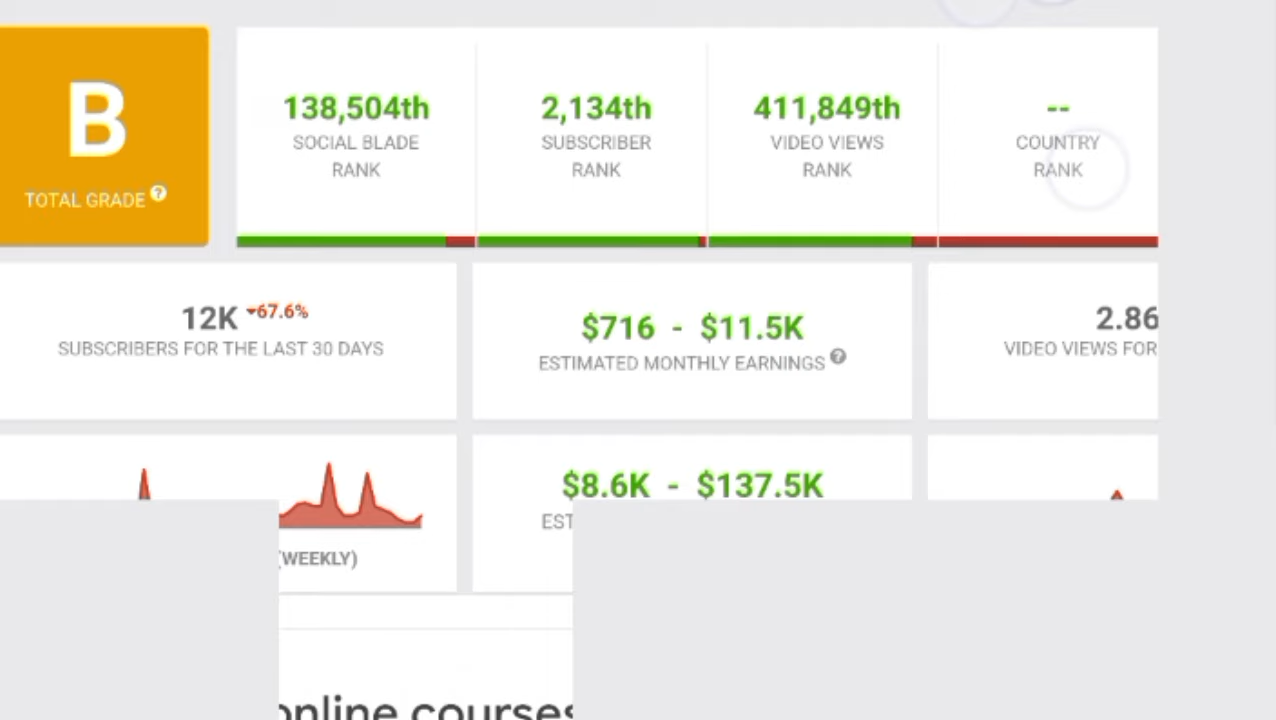 B
TOTAL GRADE ?
138,504th
SOCIAL BLADE
RANK
2,134th
SUBSCRIBER
RANK
411,849th
VIDEO VIEWS
RANK
--
COUNTRY
RANK
12K 67.6%
SUBSCRIBERS FOR THE LAST 30 DAYS
$716 - $11.5K
ESTIMATED MONTHLY EARNINGS ?
2.86
VIDEO VIEWS FOR
(WEEKLY)
$8.6K - $137.5K
EST
online courses